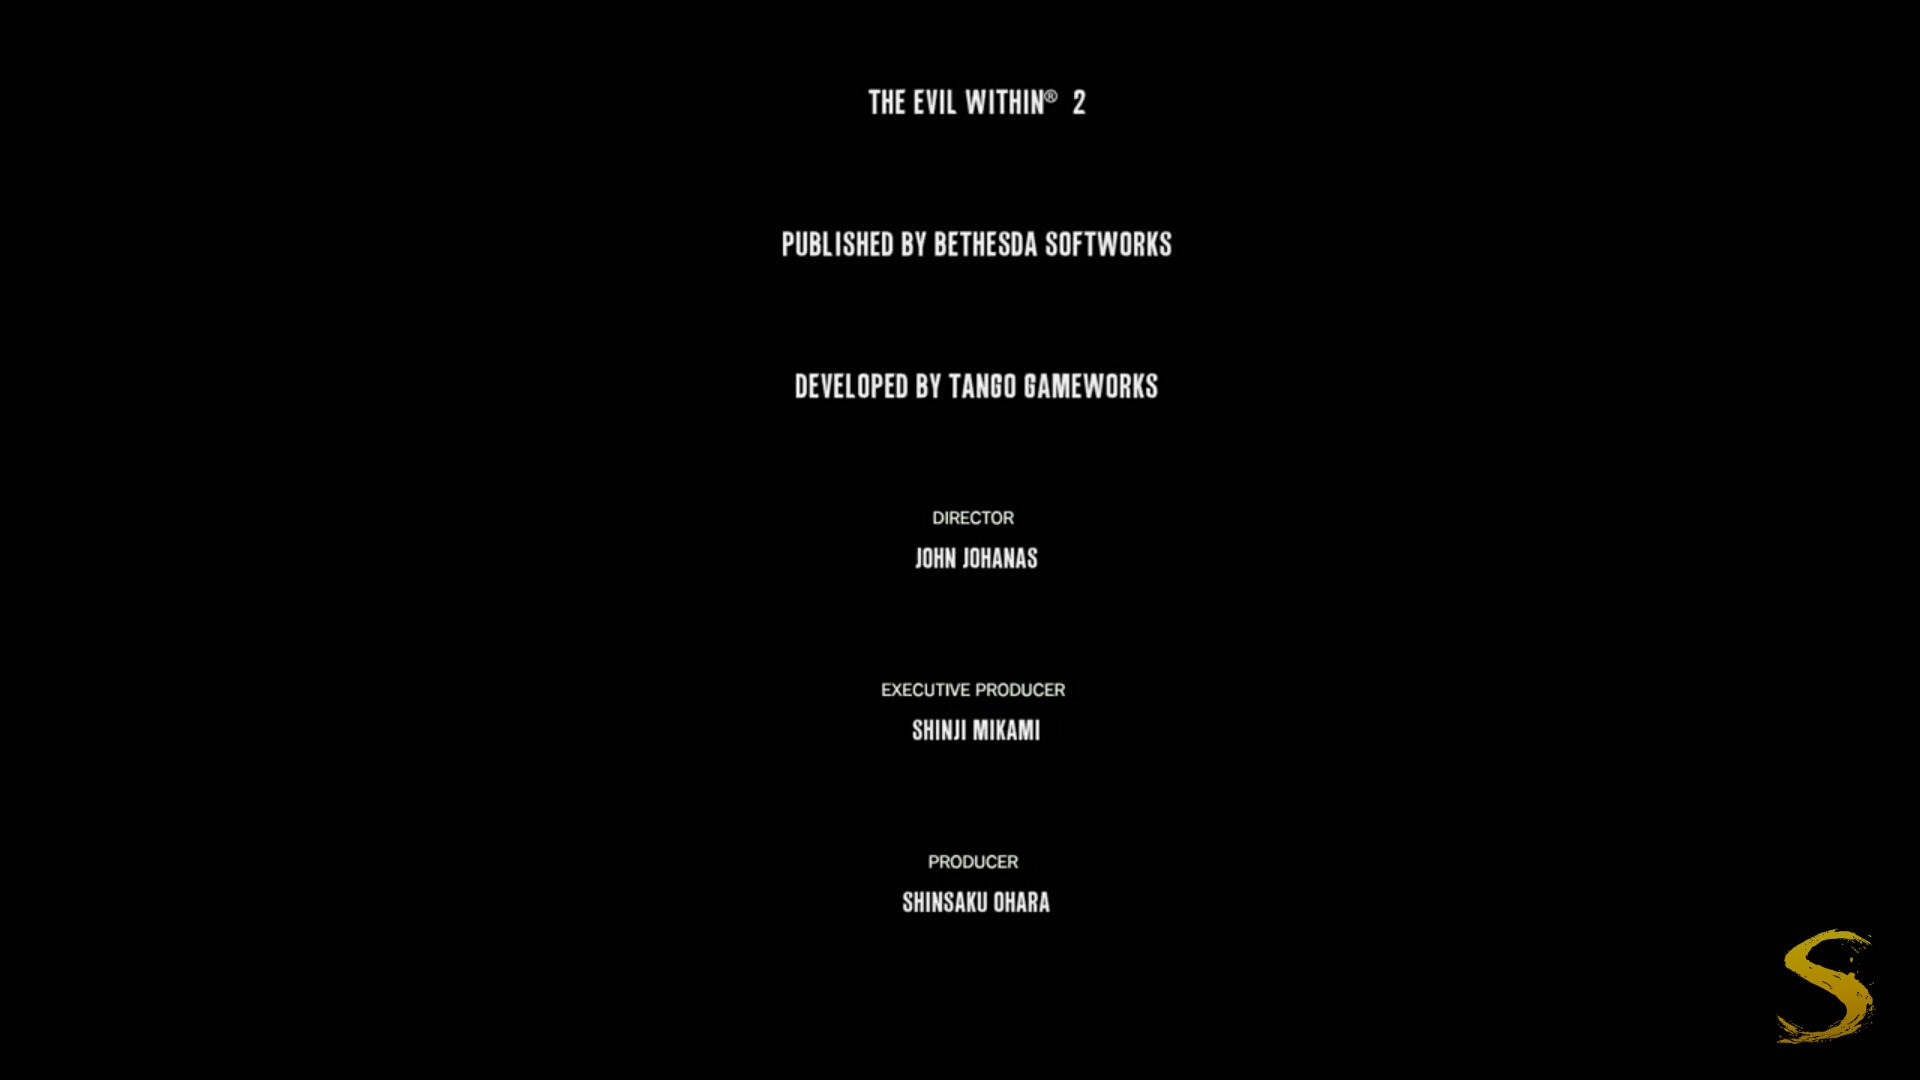 THE EVIL WITHIN® 2
PUBLISHED BY BETHESDA SOFTWORKS
DEVELOPED BY TANGO GAMEWORKS
DIRECTOR
JOHN JOHANAS
EXECUTIVE PRODUCER
SHINJI MIKAMI
PRODUCER
SHINSAKU OHARA
S